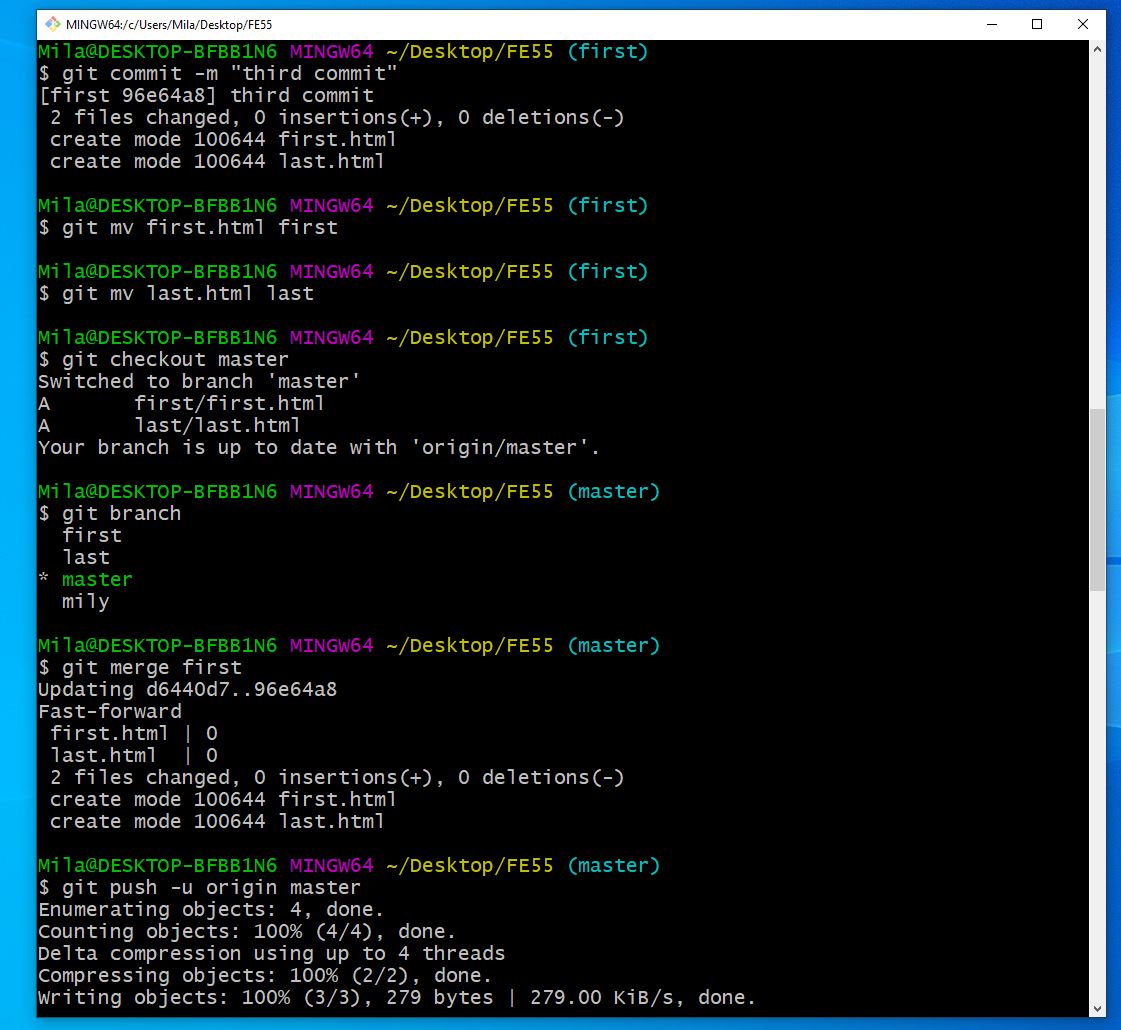 MINGW64:/c/Users/Mila/Desktop/FE55
Mila@DESKTOP-BFBB1N6 MINGW64 ~/Desktop/FE55 (first)
$ git commit -m "third commit"
[first 96e64a8] third commit
 2 files changed, 0 insertions(+), 0 deletions(-)
 create mode 100644 first.html
 create mode 100644 last.html

Mila@DESKTOP-BFBB1N6 MINGW64 ~/Desktop/FE55 (first)
$ git mv first.html first

Mila@DESKTOP-BFBB1N6 MINGW64 ~/Desktop/FE55 (first)
$ git mv last.html last

Mila@DESKTOP-BFBB1N6 MINGW64 ~/Desktop/FE55 (first)
$ git checkout master
Switched to branch 'master'
A       first/first.html
A       last/last.html
Your branch is up to date with 'origin/master'.

Mila@DESKTOP-BFBB1N6 MINGW64 ~/Desktop/FE55 (master)
$ git branch
  first
  last
* master
  mily

Mila@DESKTOP-BFBB1N6 MINGW64 ~/Desktop/FE55 (master)
$ git merge first
Updating d6440d7..96e64a8
Fast-forward
 first.html | 0
 last.html  | 0
 2 files changed, 0 insertions(+), 0 deletions(-)
 create mode 100644 first.html
 create mode 100644 last.html

Mila@DESKTOP-BFBB1N6 MINGW64 ~/Desktop/FE55 (master)
$ git push -u origin master
Enumerating objects: 4, done.
Counting objects: 100% (4/4), done.
Delta compression using up to 4 threads
Compressing objects: 100% (2/2), done.
Writing objects: 100% (3/3), 279 bytes | 279.00 KiB/s, done.